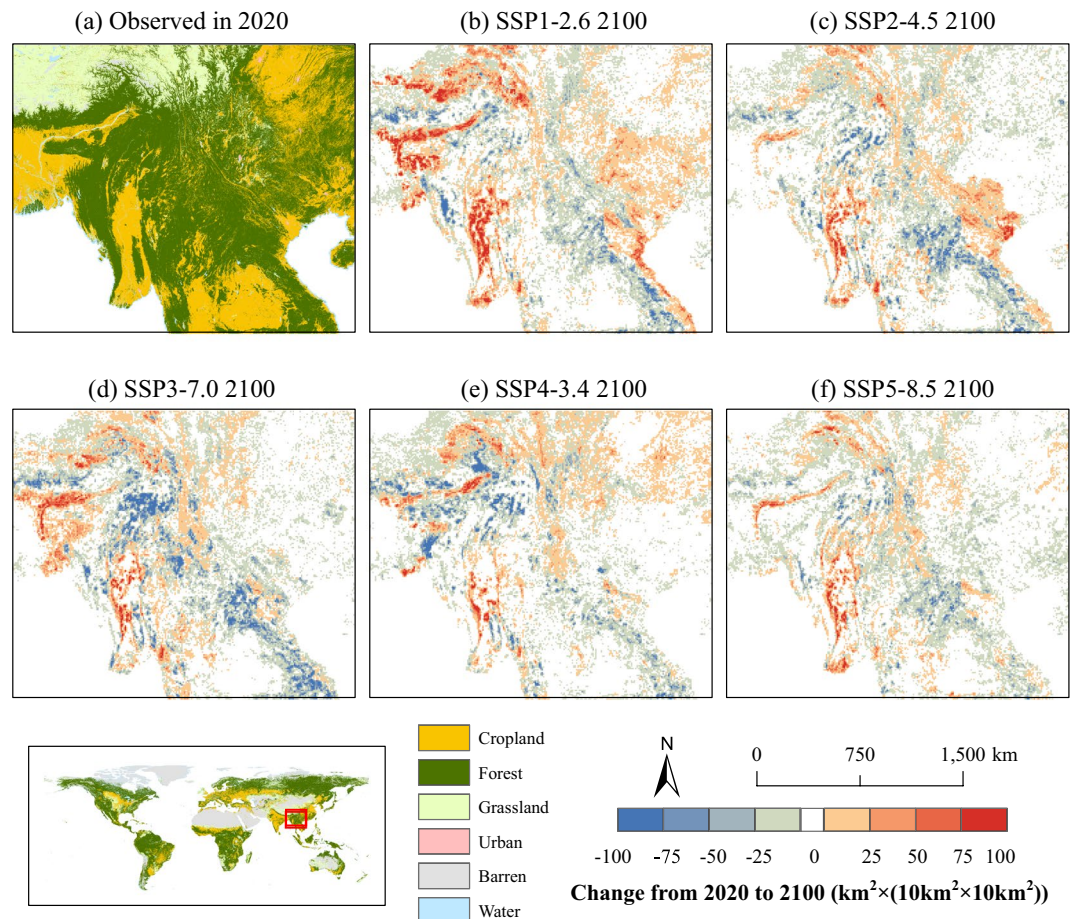 (a) Observed in 2020
(b) SSP1-2.6 2100
(c) SSP2-4.5 2100
(d) SSP3-7.0 2100
(e) SSP4-3.4 2100
(f) SSP5-8.5 2100
Cropland
Forest
Grassland
Urban
Barren
Water
N
0 750 1,500 km
-100 -75 -50 -25 0 25 50 75 100
Change from 2020 to 2100 (km²×(10km²×10km²))